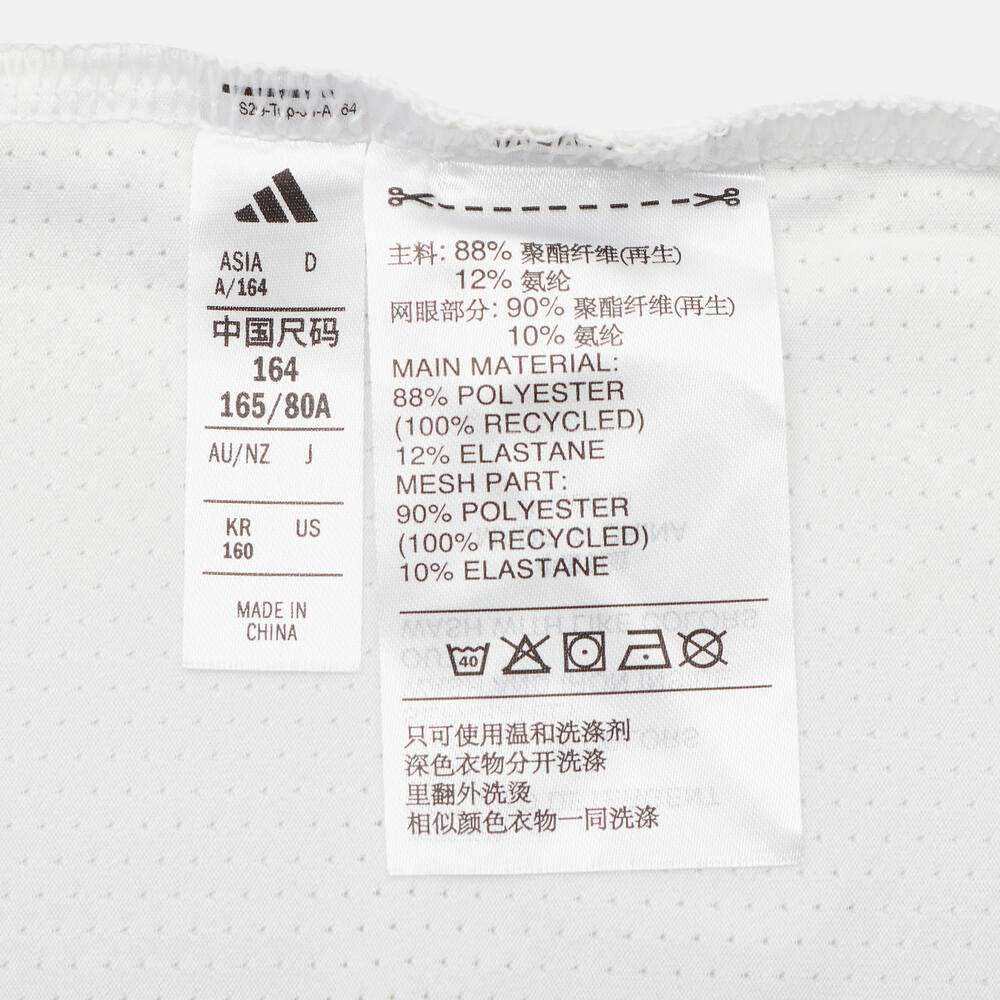 ASIA D
A/164
中国尺码
164
165/80A
AU/NZ J
KR US
160
MADE IN
CHINA
主料: 88% 聚酯纤维(再生)
12% 氨纶
网眼部分: 90% 聚酯纤维(再生)
10% 氨纶
MAIN MATERIAL:
88% POLYESTER
(100% RECYCLED)
12% ELASTANE
MESH PART:
90% POLYESTER
(100% RECYCLED)
10% ELASTANE
40
只可使用温和洗涤剂
深色衣物分开洗涤
里翻外洗烫
相似颜色衣物一同洗涤